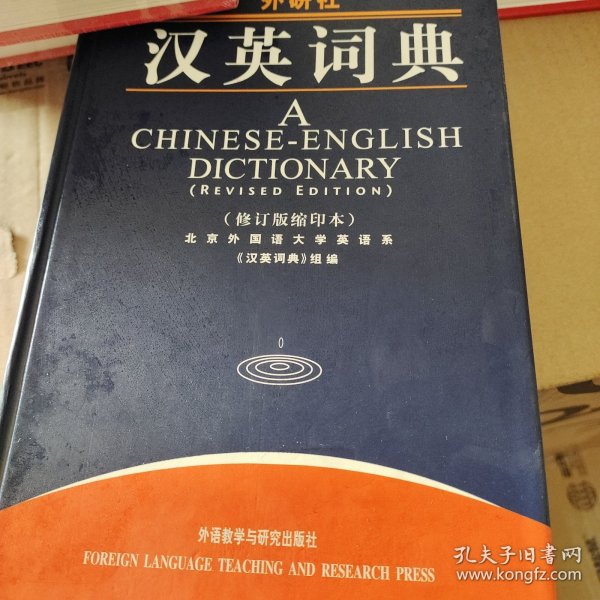 外研社
汉英词典
A
CHINESE-ENGLISH
DICTIONARY
(REVISED EDITION)
(修订版缩印本)
北京外国语大学英语系
《汉英词典》组编
外语教学与研究出版社
FOREIGN LANGUAGE TEACHING AND RESEARCH PRESS
孔夫子旧书网
www.kongfz.com